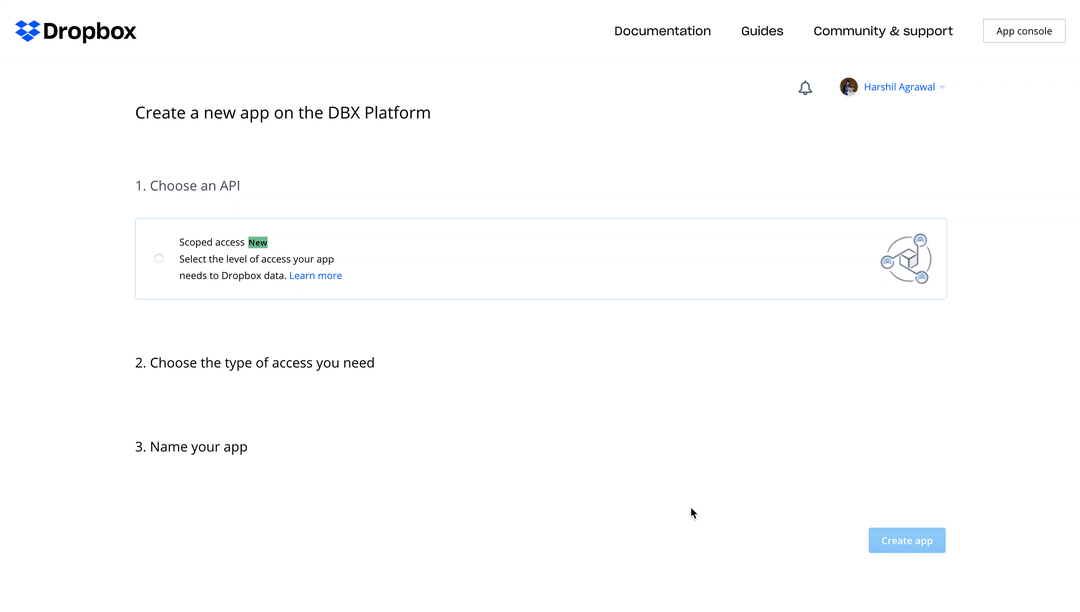 Dropbox
Documentation
Guides
Community & support
App console
Harshil Agrawal
Create a new app on the DBX Platform
1. Choose an API
Scoped access New
Select the level of access your app
needs to Dropbox data. Learn more
2. Choose the type of access you need
3. Name your app
Create app